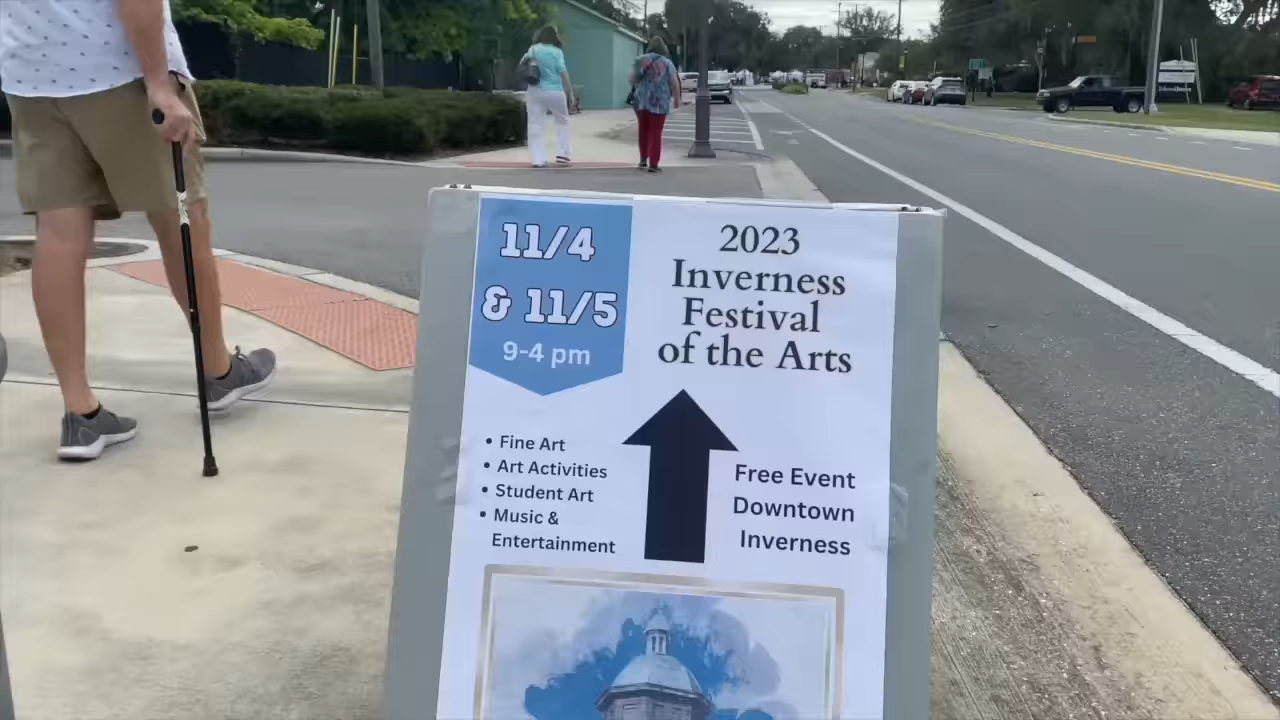 11/4
& 11/5
9-4 pm
2023
Inverness
Festival
of the Arts
• Fine Art
• Art Activities
• Student Art
• Music &
Entertainment
Free Event
Downtown
Inverness